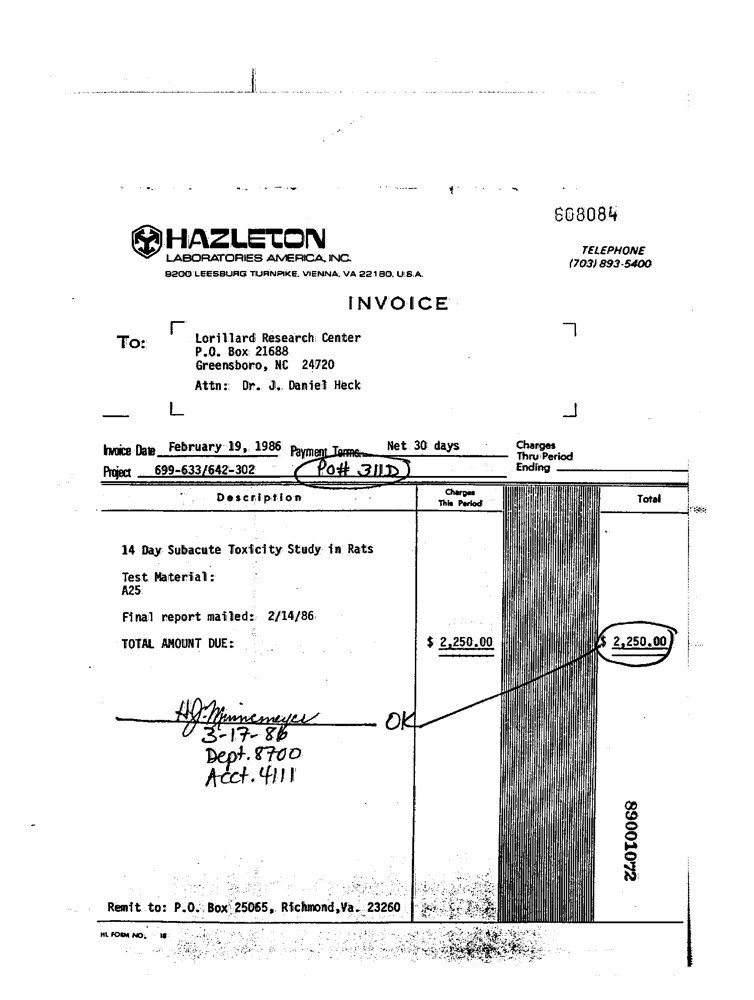 608084
HAZLETON
LABORATORIES AMERICA, INC.
9200 LEESBURG TURNPIKE, VIENNA, VA 22180. U.S.A.
TELEPHONE
(703) 893-5400
INVOICE
To:
Lorillard Research Center
P.O. Box 21688
Greensboro, NC 24720
Attn: Dr. J. Daniel Heck
Invoice Date February 19, 1986 Payment Terms Net 30 days
Charges
Thru Period
Ending
Project 699-633/642-302 PO# 311D
Description Charges This Period Total
14 Day Subacute Toxicity Study in Rats
Test Material:
A25
Final report mailed: 2/14/86
TOTAL AMOUNT DUE: $ 2,250.00 $ 2,250.00
H.J. Minnemeyer OK
3-17-86
Dept. 8700
Acct. 4111
89001072
Remit to: P.O. Box 25065, Richmond,Va. 23260
HL FORM NO. 18